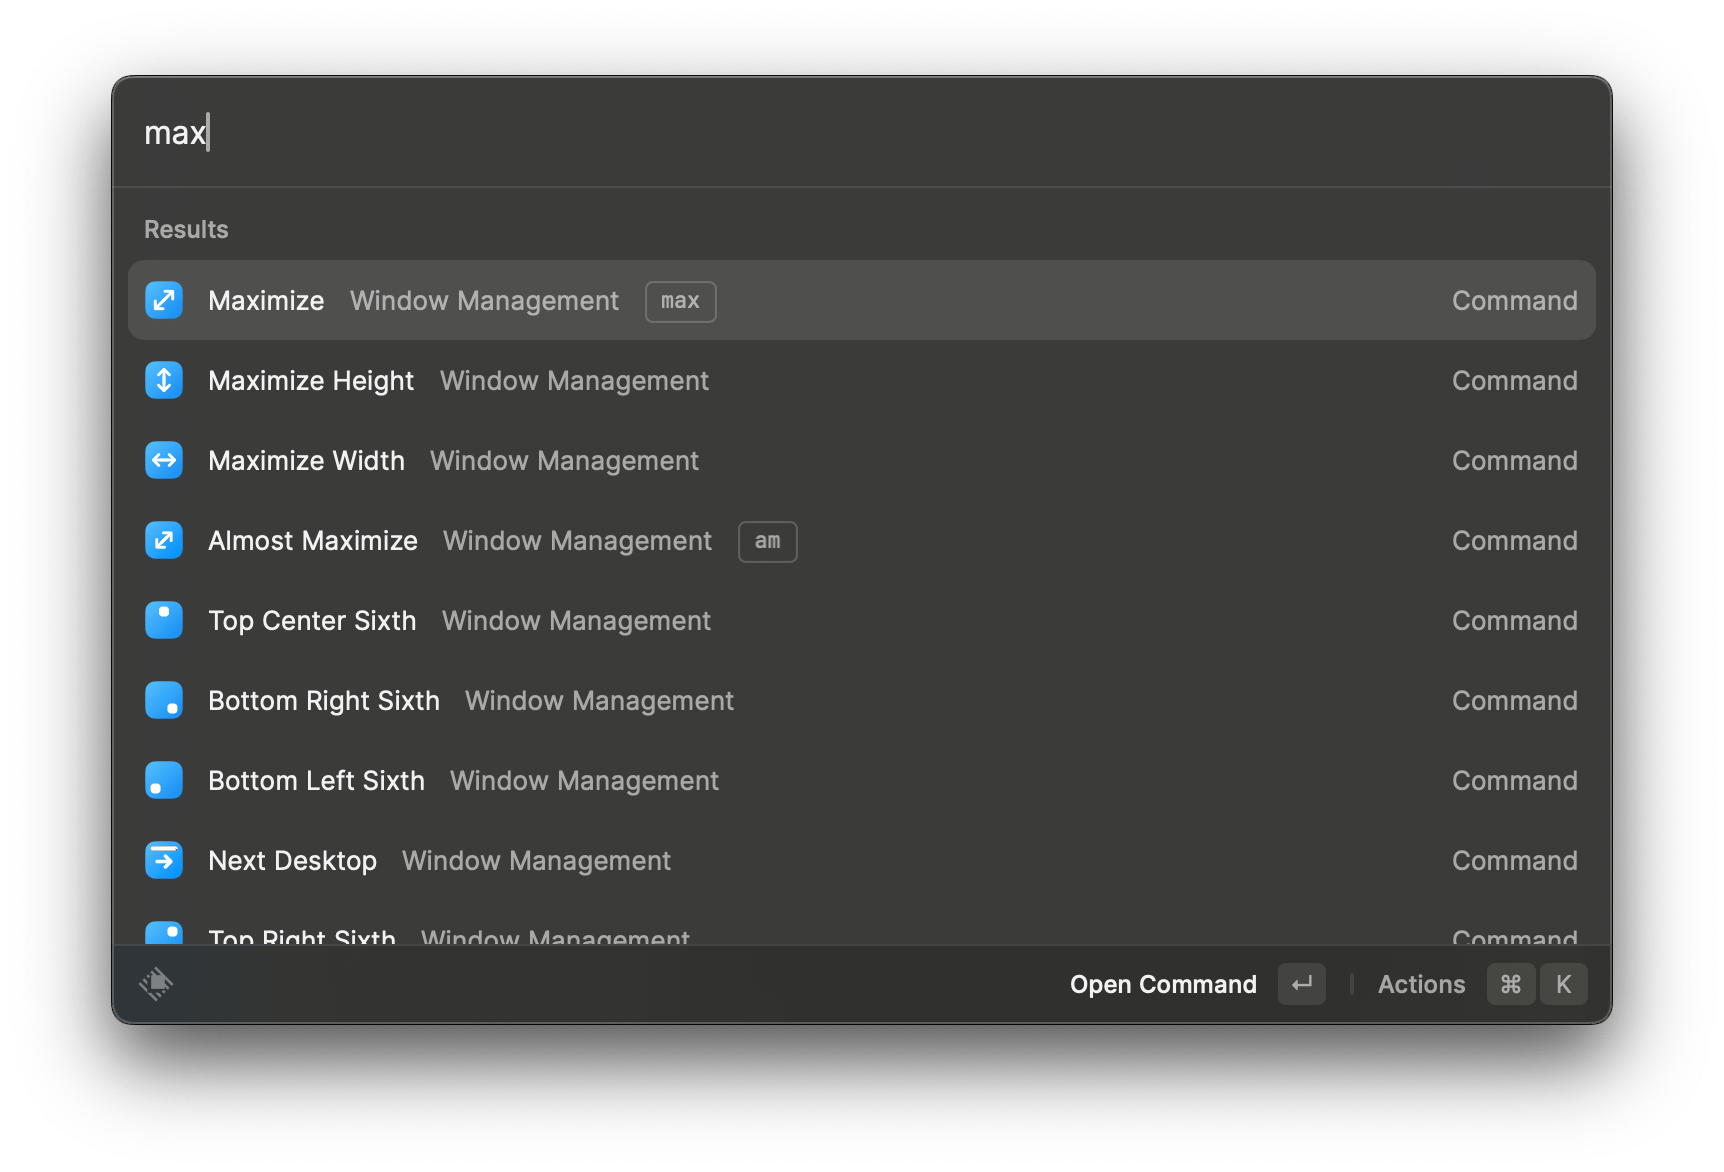 max
Results
Maximize Window Management max Command
Maximize Height Window Management Command
Maximize Width Window Management Command
Almost Maximize Window Management am Command
Top Center Sixth Window Management Command
Bottom Right Sixth Window Management Command
Bottom Left Sixth Window Management Command
Next Desktop Window Management Command
Top Right Sixth Window Management Command
Open Command ↵ Actions ⌘ K